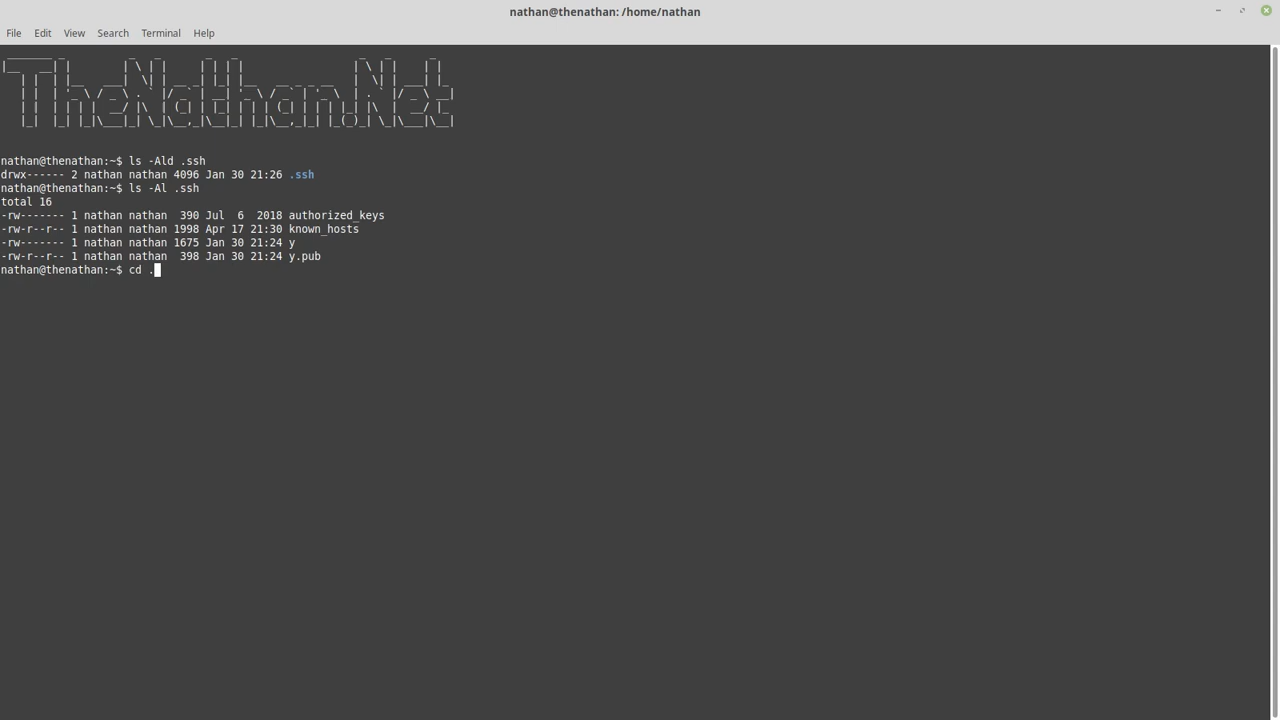 nathan@thenathan: /home/nathan
File Edit View Search Terminal Help
TheNathan.Net
nathan@thenathan:~$ ls -Ald .ssh
drwx------ 2 nathan nathan 4096 Jan 30 21:26 .ssh
nathan@thenathan:~$ ls -Al .ssh
total 16
-rw------- 1 nathan nathan  390 Jul  6  2018 authorized_keys
-rw-r--r-- 1 nathan nathan 1998 Apr 17 21:30 known_hosts
-rw------- 1 nathan nathan 1675 Jan 30 21:24 y
-rw-r--r-- 1 nathan nathan  398 Jan 30 21:24 y.pub
nathan@thenathan:~$ cd .